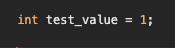 int test_value = 1;